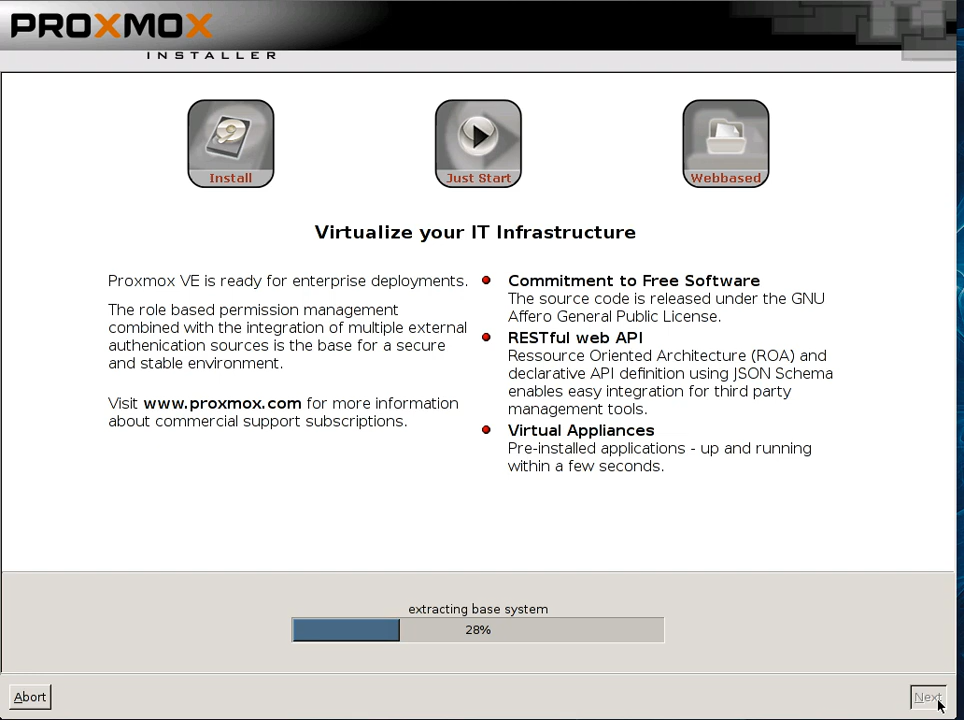 PROXMOX
INSTALLER
Install
Just Start
Webbased
Virtualize your IT Infrastructure
Proxmox VE is ready for enterprise deployments.
The role based permission management
combined with the integration of multiple external
authenication sources is the base for a secure
and stable environment.
Visit www.proxmox.com for more information
about commercial support subscriptions.
Commitment to Free Software
The source code is released under the GNU
Affero General Public License.
RESTful web API
Ressource Oriented Architecture (ROA) and
declarative API definition using JSON Schema
enables easy integration for third party
management tools.
Virtual Appliances
Pre-installed applications - up and running
within a few seconds.
extracting base system
28%
Abort
Next